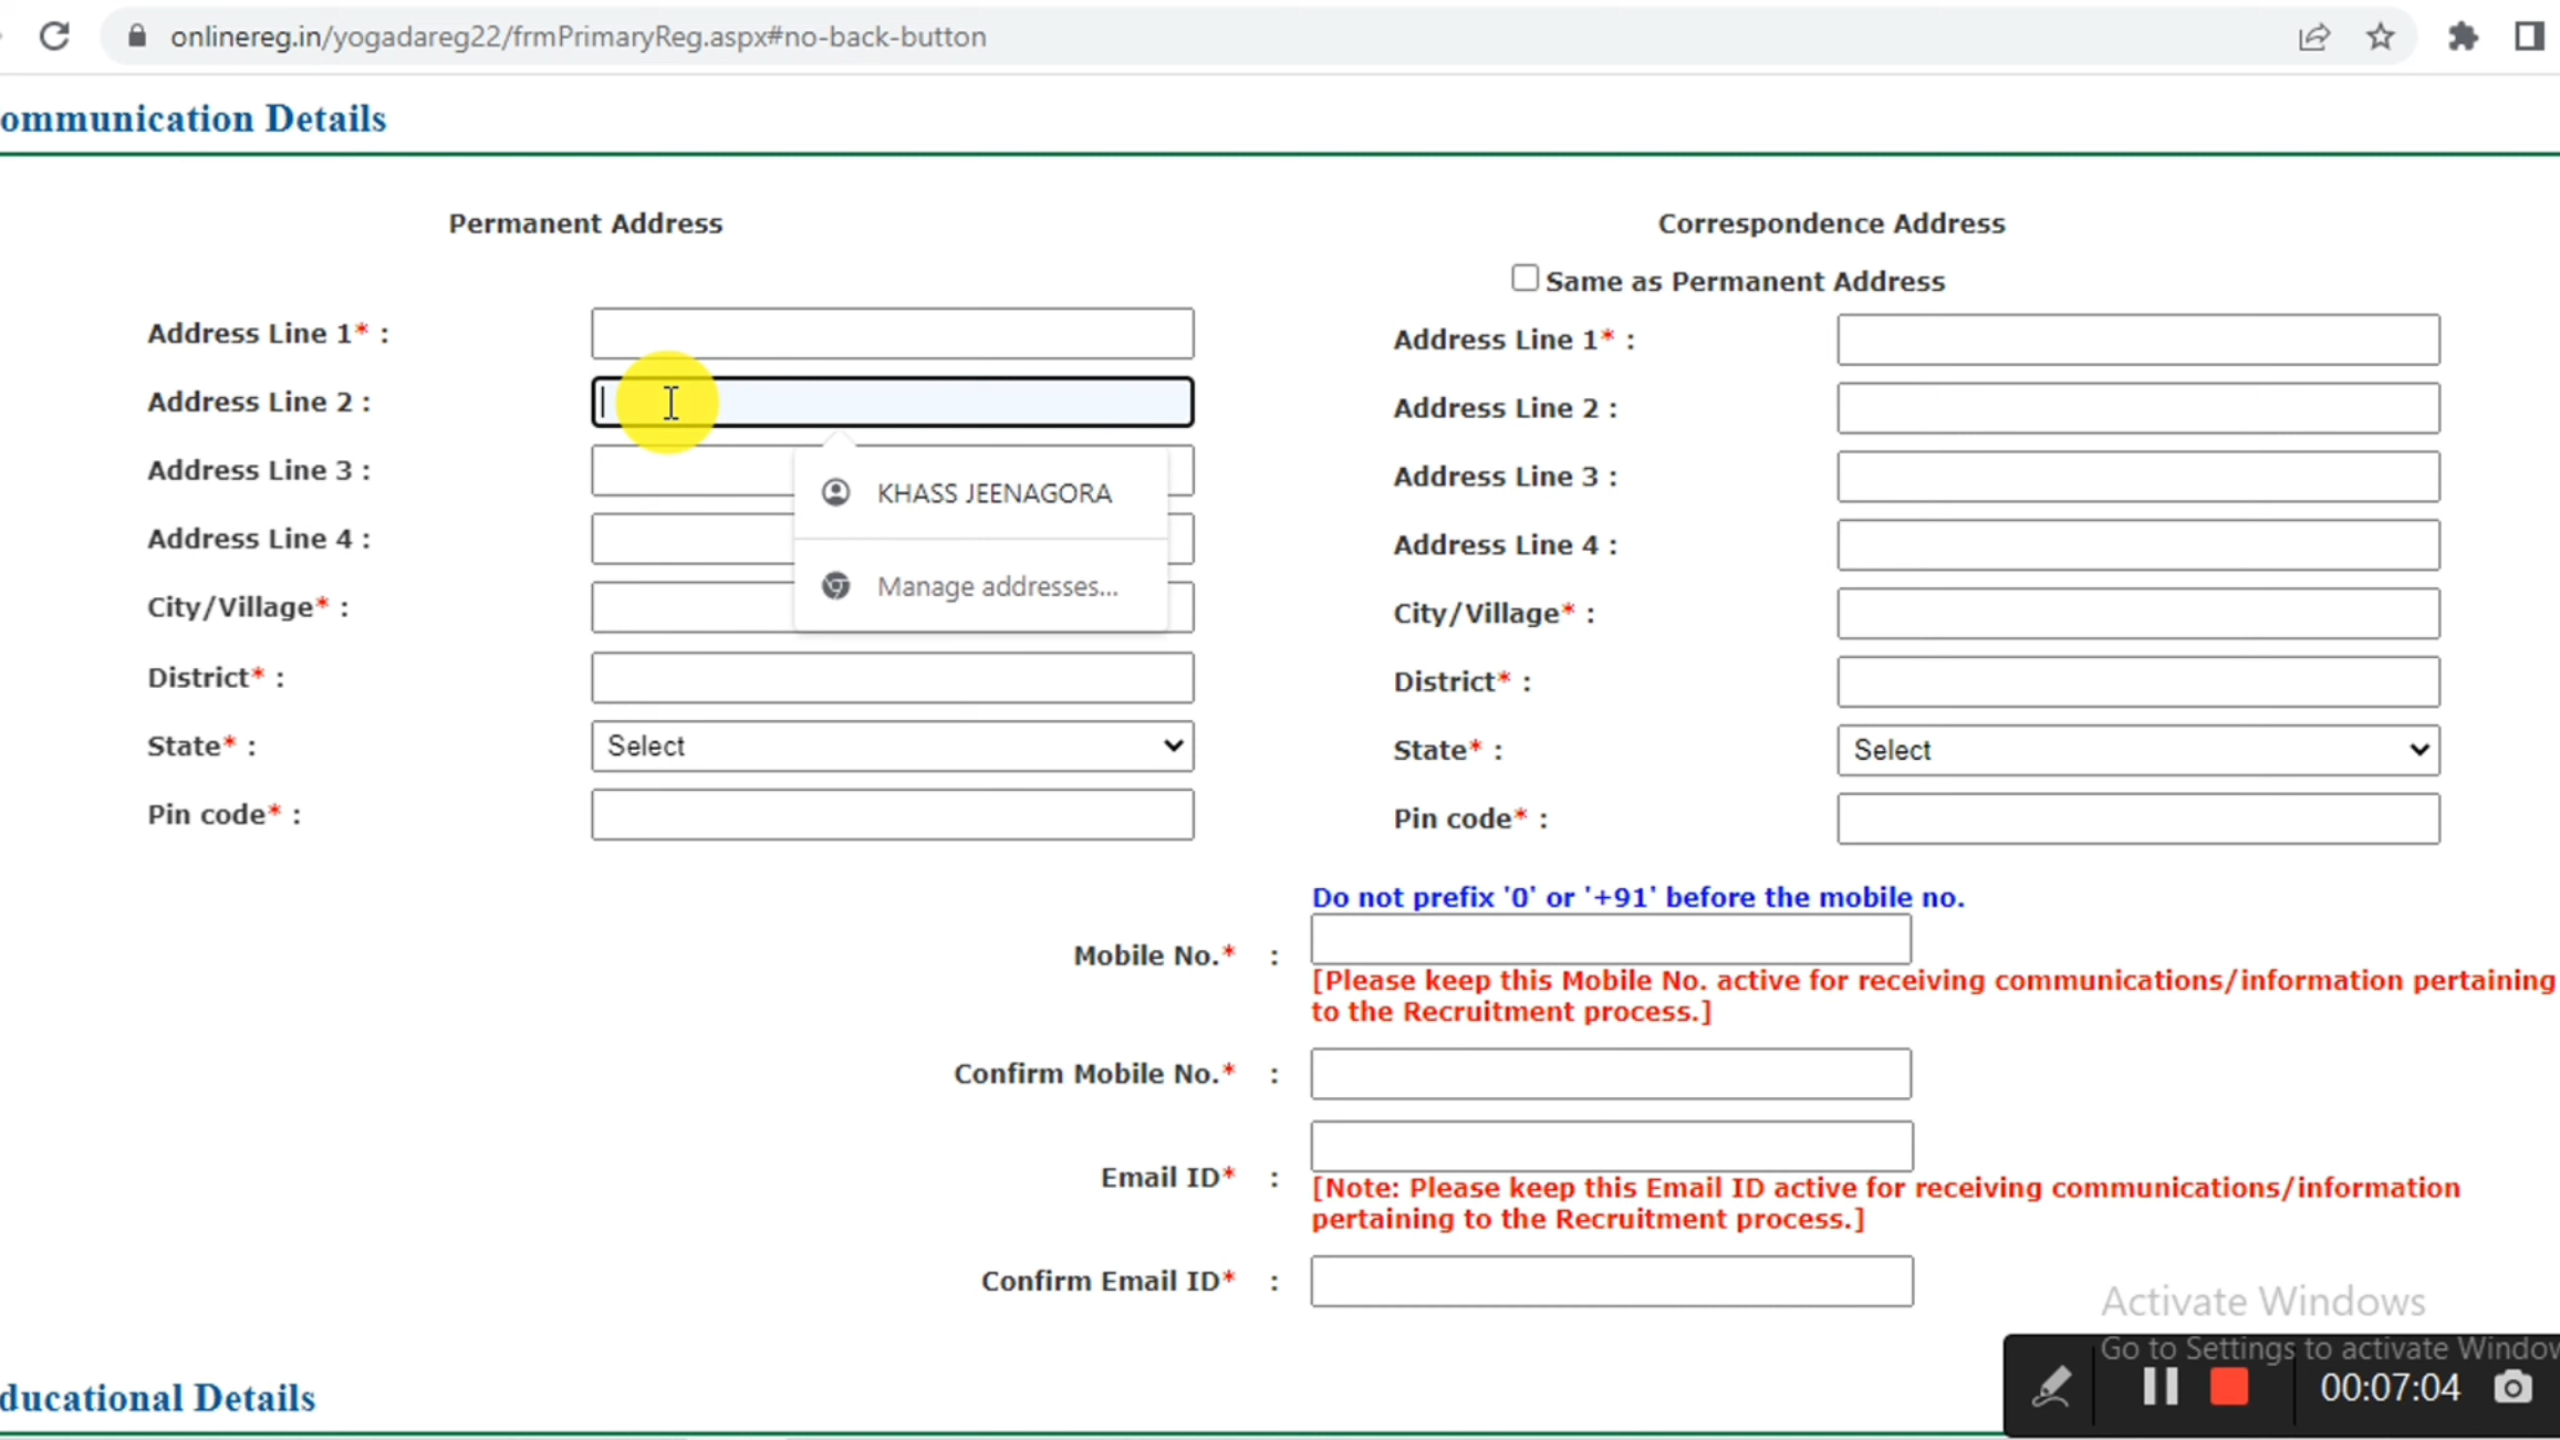 onlinereg.in/yogadareg22/frmPrimaryReg.aspx#no-back-button
ommunication Details
Permanent Address
Address Line 1* :
Address Line 2 :
Address Line 3 :
KHASS JEENAGORA
Address Line 4 :
Manage addresses...
City/Village* :
District* :
State* : Select
Pin code* :
Correspondence Address
Same as Permanent Address
Address Line 1* :
Address Line 2 :
Address Line 3 :
Address Line 4 :
City/Village* :
District* :
State* : Select
Pin code* :
Do not prefix '0' or '+91' before the mobile no.
Mobile No.* :
[Please keep this Mobile No. active for receiving communications/information pertaining
to the Recruitment process.]
Confirm Mobile No.* :
Email ID* :
[Note: Please keep this Email ID active for receiving communications/information
pertaining to the Recruitment process.]
Confirm Email ID* :
Activate Windows
Go to Settings to activate Window
00:07:04
ducational Details